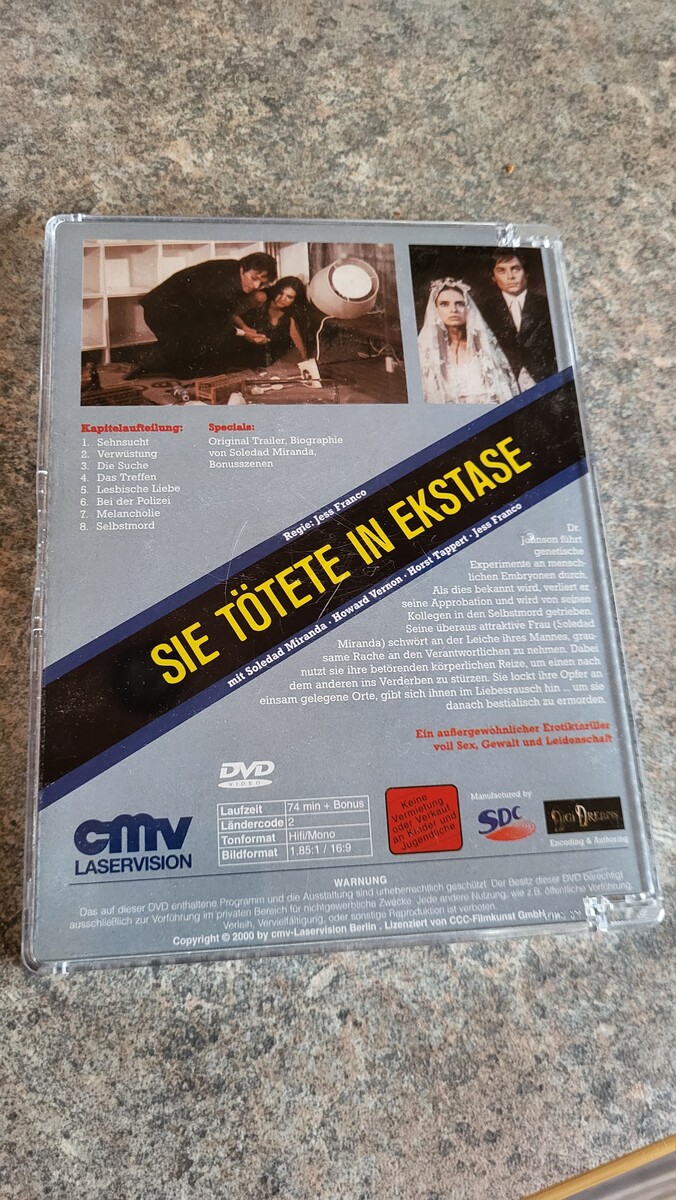 Kapitelaufteilung:
1. Sehnsucht
2. Verwüstung
3. Die Suche
4. Das Treffen
5. Lesbische Liebe
6. Bei der Polizei
7. Melancholie
8. Selbstmord
Specials:
Original Trailer, Biographie
von Soledad Miranda,
Bonusszenen
Regie: Jess Franco
SIE TÖTETE IN EKSTASE
mit Soledad Miranda · Howard Vernon · Horst Tappert · Jess Franco
Dr.
Johnson führt
genetische
Experimente an mensch-
lichen Embryonen durch.
Als dies bekannt wird, verliert er
seine Approbation und wird von seinen
Kollegen in den Selbstmord getrieben.
Seine überaus attraktive Frau (Soledad
Miranda) schwört an der Leiche ihres Mannes, grau-
same Rache an den Verantwortlichen zu nehmen. Dabei
nutzt sie ihre betörenden körperlichen Reize, um einen nach
dem anderen ins Verderben zu stürzen. Sie lockt ihre Opfer an
einsam gelegene Orte, gibt sich ihnen im Liebesrausch hin ... um sie
danach bestialisch zu ermorden.
Ein außergewöhnlicher Erotikthriller
voll Sex, Gewalt und Leidenschaft
DVD
VIDEO
cmv
LASERVISION
Laufzeit 74 min + Bonus
Ländercode 2
Tonformat Hifi/Mono
Bildformat 1.85:1 / 16:9
Keine
Vermietung
oder Verkauf
an Kinder und
Jugendliche
Manufactured by
SDC
DIGIDREAMS
Encoding & Authoring
WARNUNG
Das auf dieser DVD enthaltene Programm und die Ausstattung sind urheberrechtlich geschützt. Der Besitz dieser DVD berechtigt
ausschließlich zur Vorführung im privaten Bereich für nichtgewerbliche Zwecke. Jede andere Nutzung, wie z.B. öffentliche Vorführung,
Verleih, Vervielfältigung, oder sonstige Reproduktion ist verboten.
Copyright © 2000 by cmv-Laservision Berlin . Lizenziert von CCC-Filmkunst GmbH